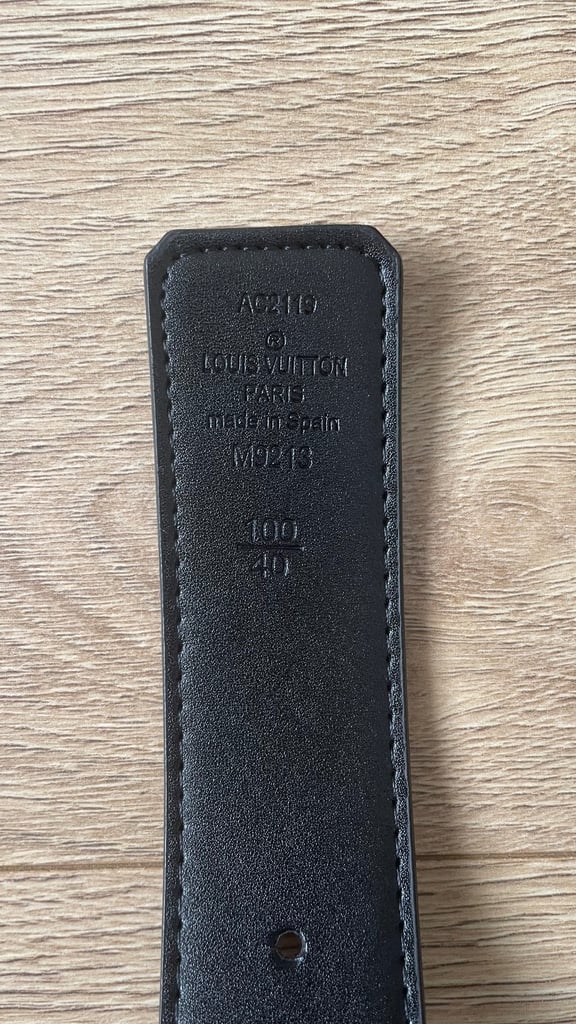 AC2119
®
LOUIS VUITTON
PARIS
made in Spain
M9213
100
40